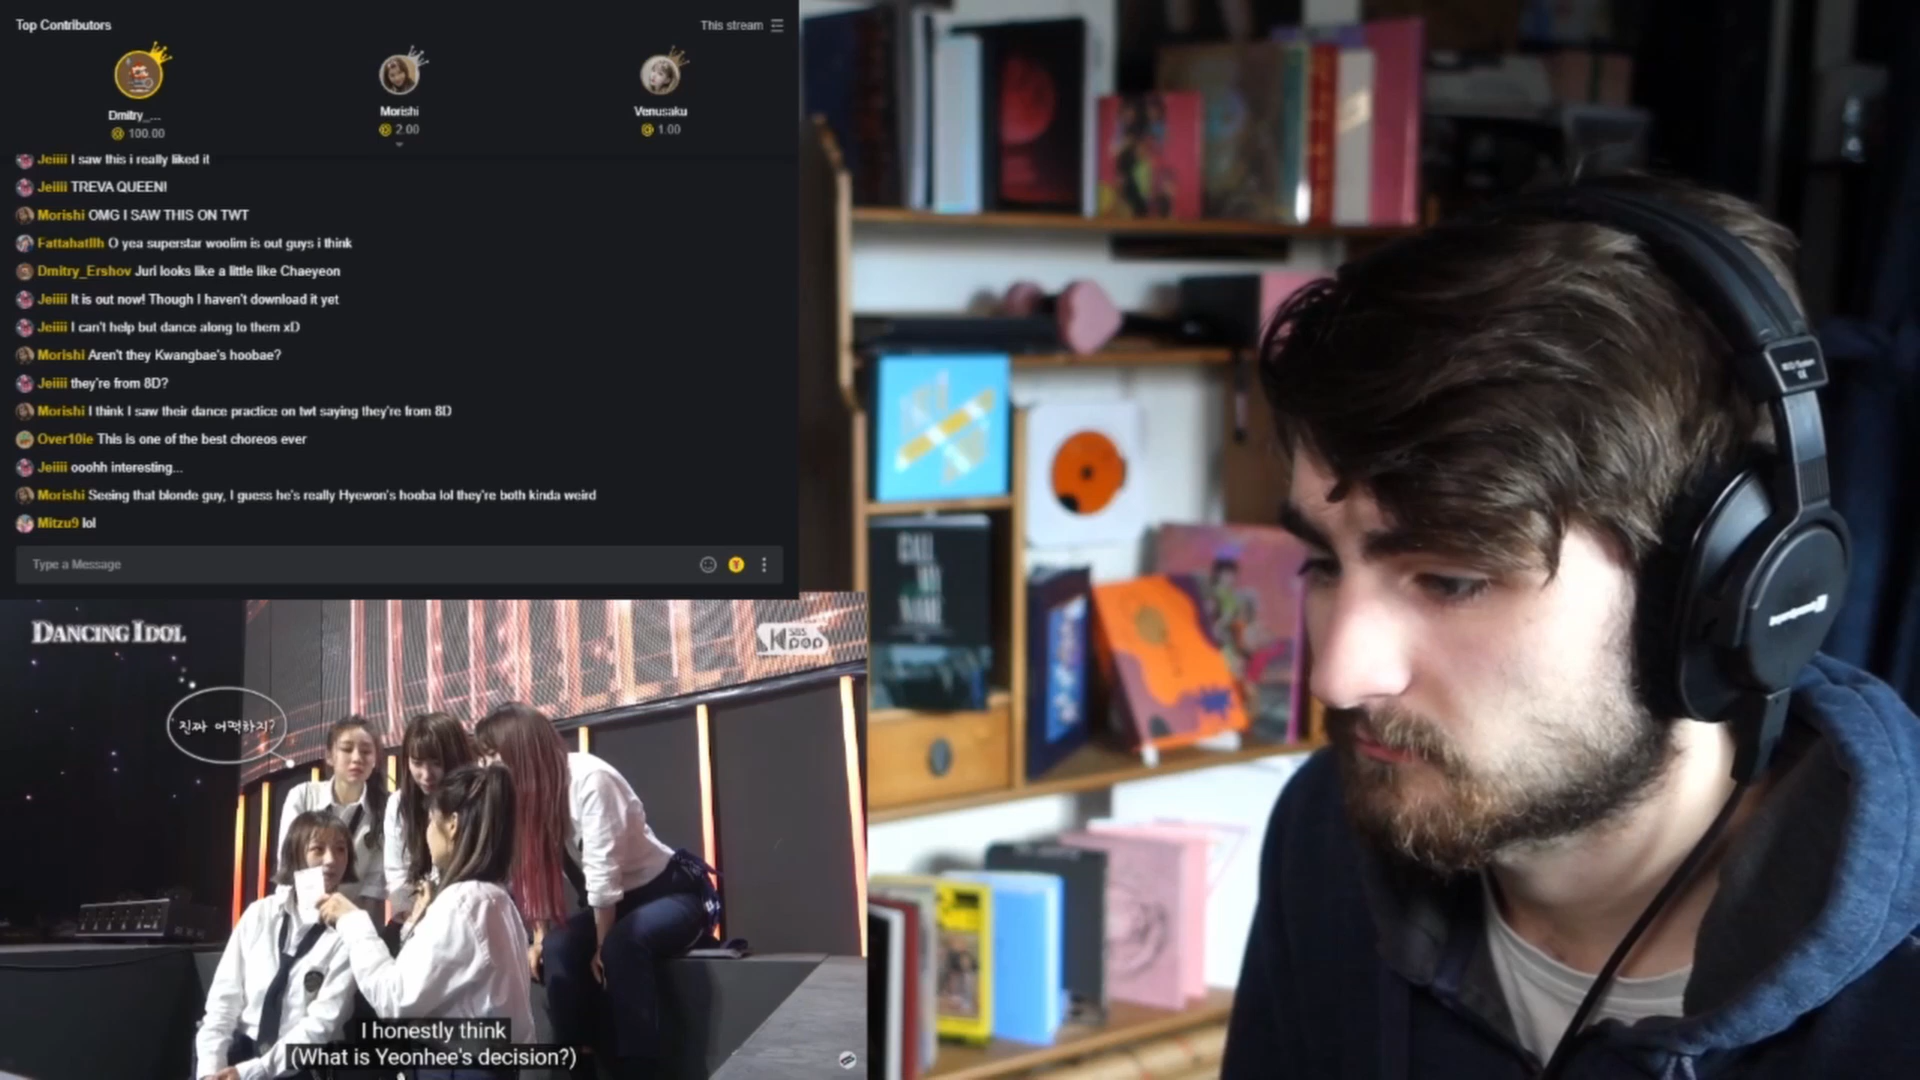 Top Contributors
This stream
Dmitry_...
100.00
Morishi
2.00
Venusaku
1.00
Jeiiii I saw this i really liked it
Jeiiii TREVA QUEEN!
Morishi OMG I SAW THIS ON TWT
Fattahatllh O yea superstar woolim is out guys i think
Dmitry_Ershov Juri looks like a little like Chaeyeon
Jeiiii It is out now! Though I haven't download it yet
Jeiiii I can't help but dance along to them xD
Morishi Aren't they Kwangbae's hoobae?
Jeiiii they're from 8D?
Morishi I think I saw their dance practice on twt saying they're from 8D
Over10ie This is one of the best choreos ever
Jeiiii ooohh interesting...
Morishi Seeing that blonde guy, I guess he's really Hyewon's hooba lol they're both kinda weird
Mitzu9 lol
Type a Message
DANCING IDOL
SBS
Kpop
진짜 어떡하지?
I honestly think
(What is Yeonhee's decision?)
CALL
MY
NAME